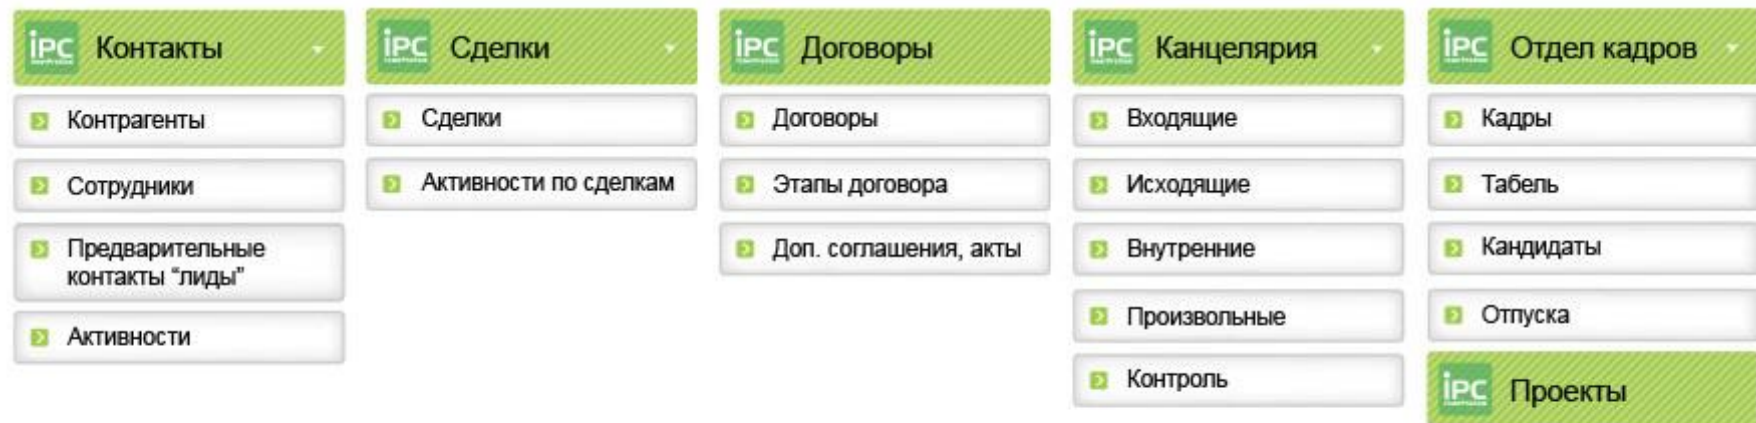 iPC Контакты
Контрагенты
Сотрудники
Предварительные
контакты “лиды”
Активности
iPC Сделки
Сделки
Активности по сделкам
iPC Договоры
Договоры
Этапы договора
Доп. соглашения, акты
iPC Канцелярия
Входящие
Исходящие
Внутренние
Произвольные
Контроль
iPC Отдел кадров
Кадры
Табель
Кандидаты
Отпуска
iPC Проекты